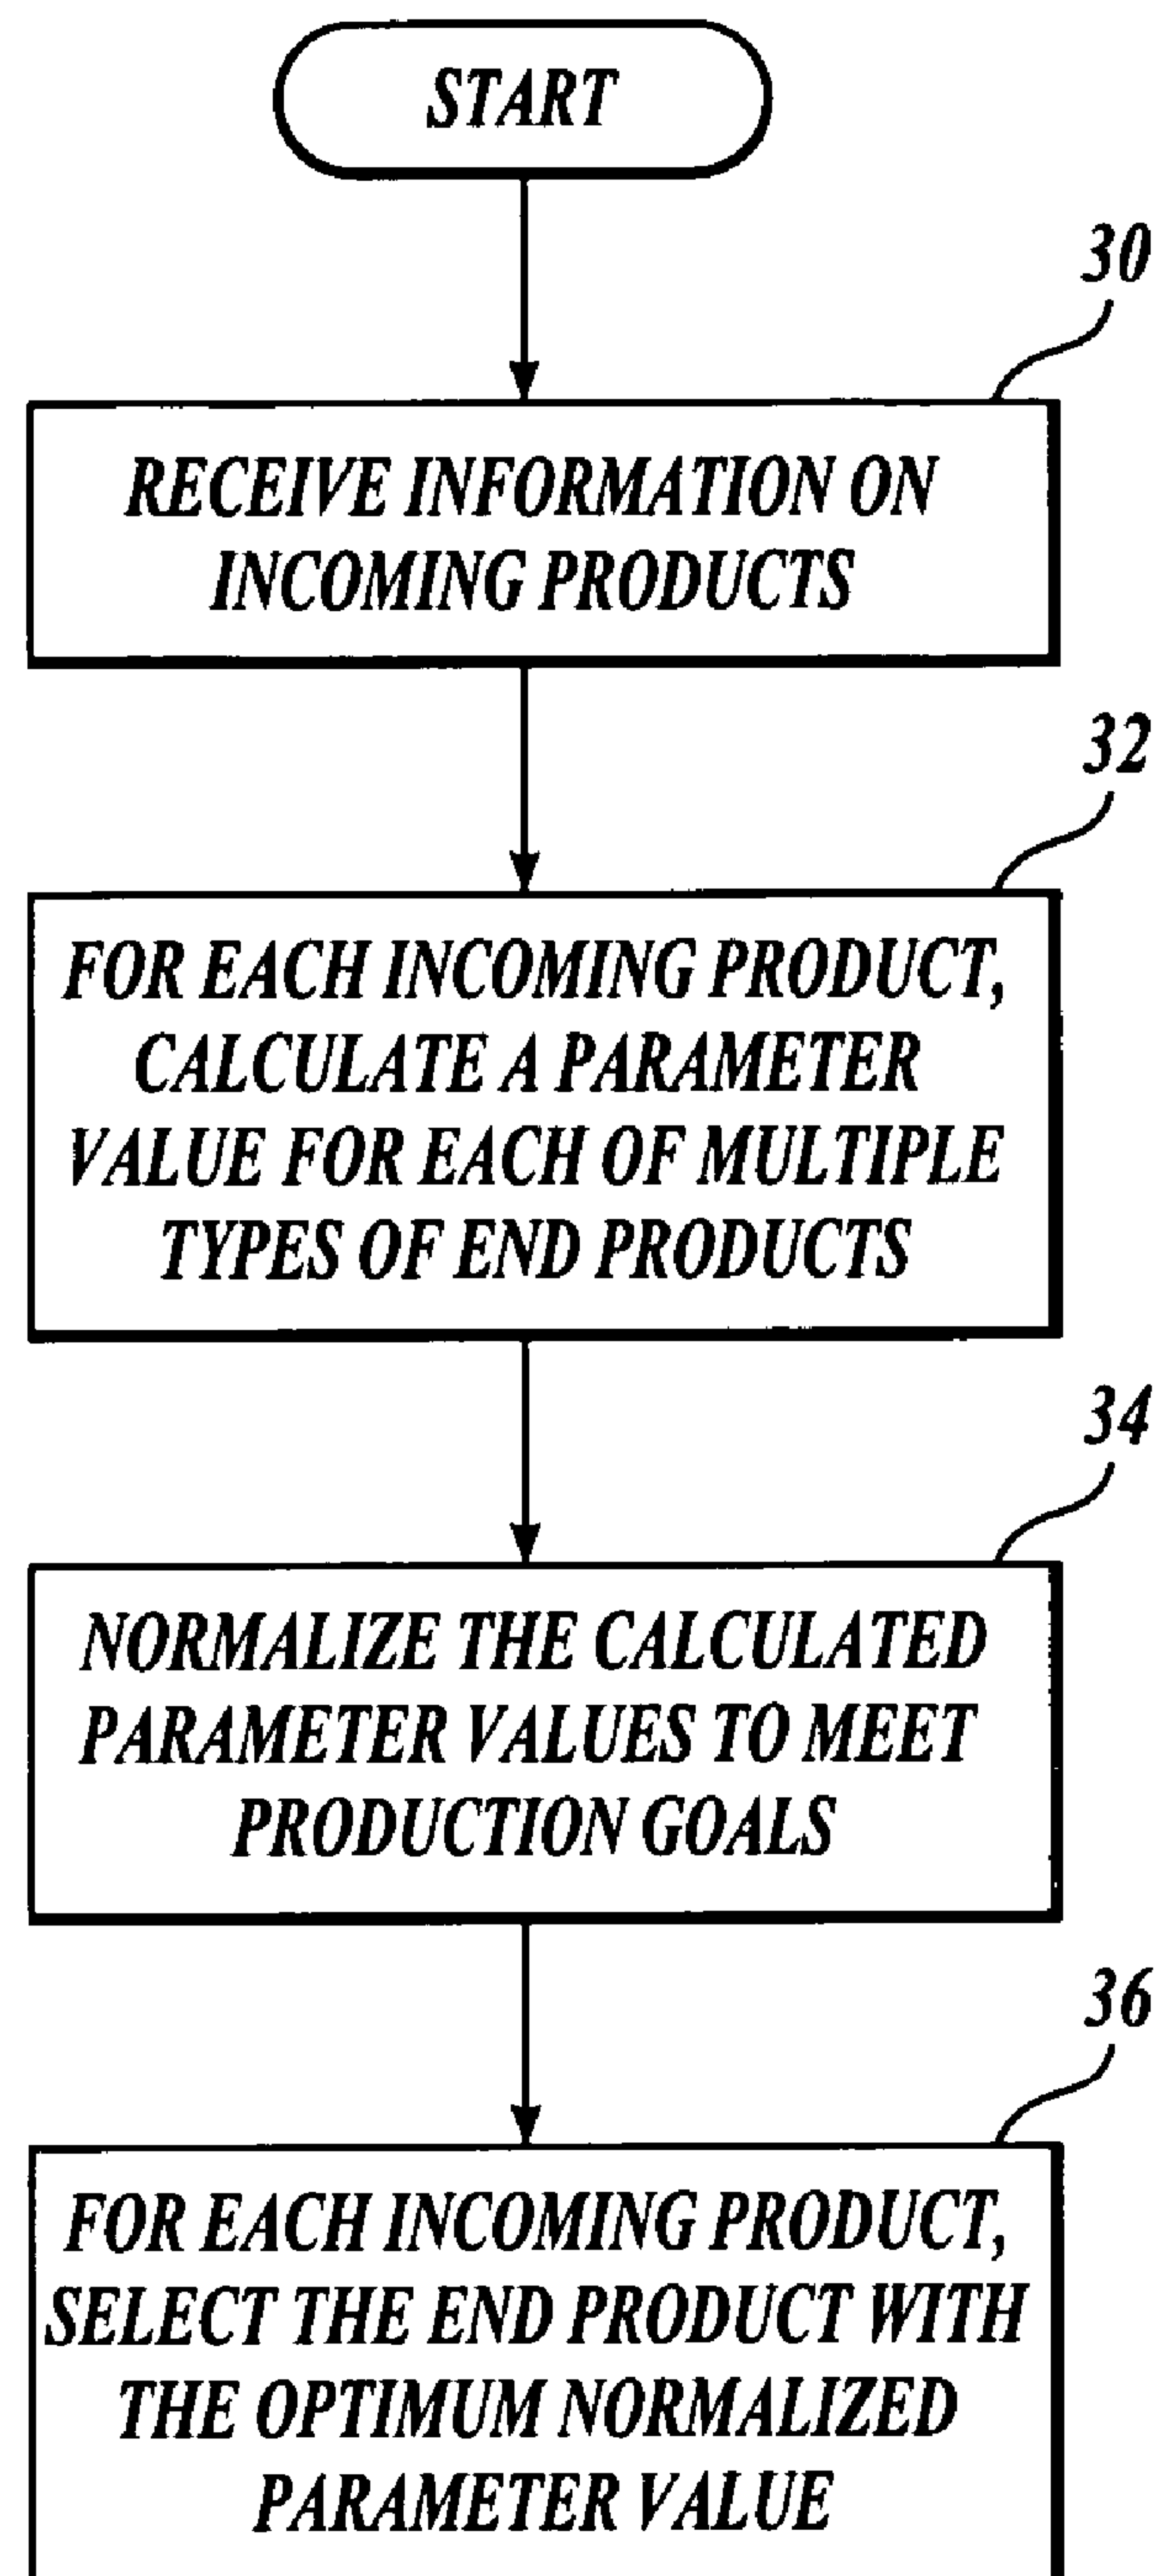 START
30
RECEIVE INFORMATION ON
INCOMING PRODUCTS
32
FOR EACH INCOMING PRODUCT,
CALCULATE A PARAMETER
VALUE FOR EACH OF MULTIPLE
TYPES OF END PRODUCTS
34
NORMALIZE THE CALCULATED
PARAMETER VALUES TO MEET
PRODUCTION GOALS
36
FOR EACH INCOMING PRODUCT,
SELECT THE END PRODUCT WITH
THE OPTIMUM NORMALIZED
PARAMETER VALUE